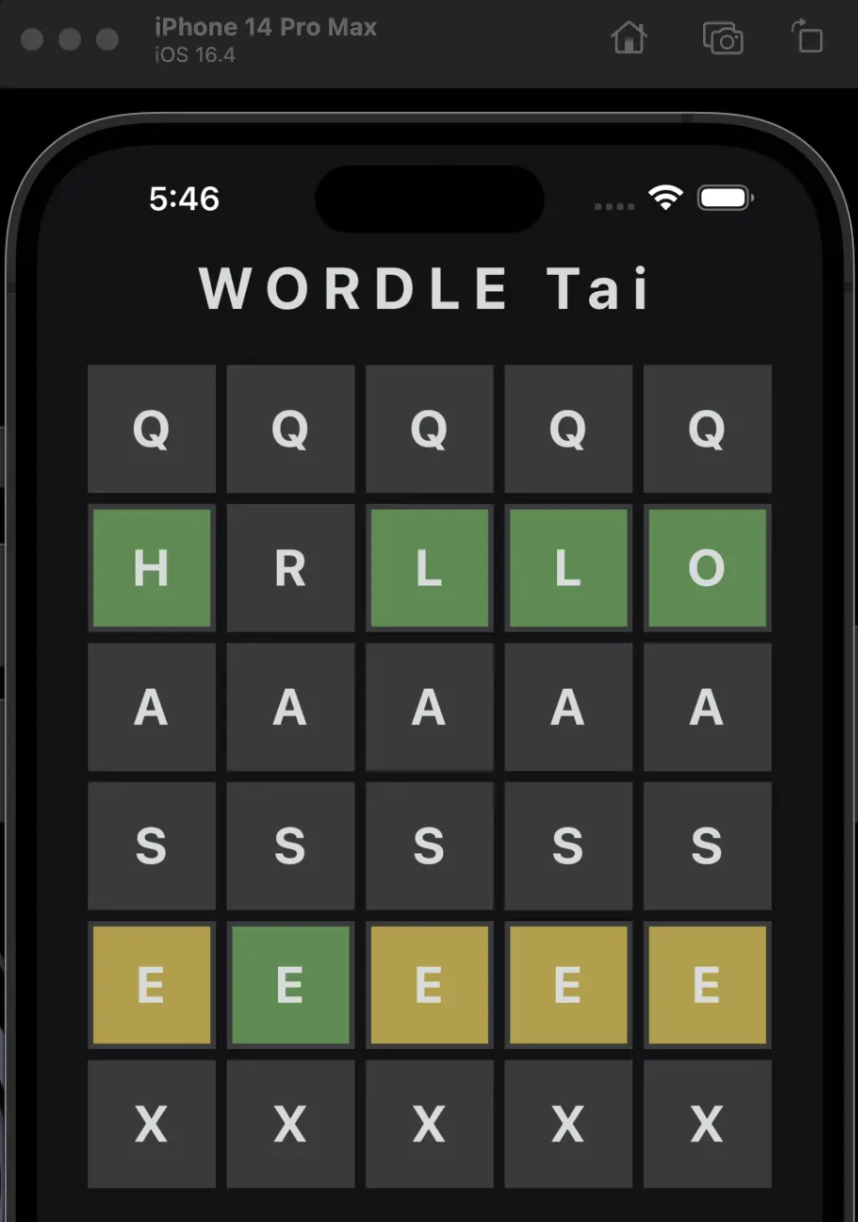 iPhone 14 Pro Max
iOS 16.4
5:46
WORDLE Tai
Q Q Q Q Q
H R L L O
A A A A A
S S S S S
E E E E E
X X X X X